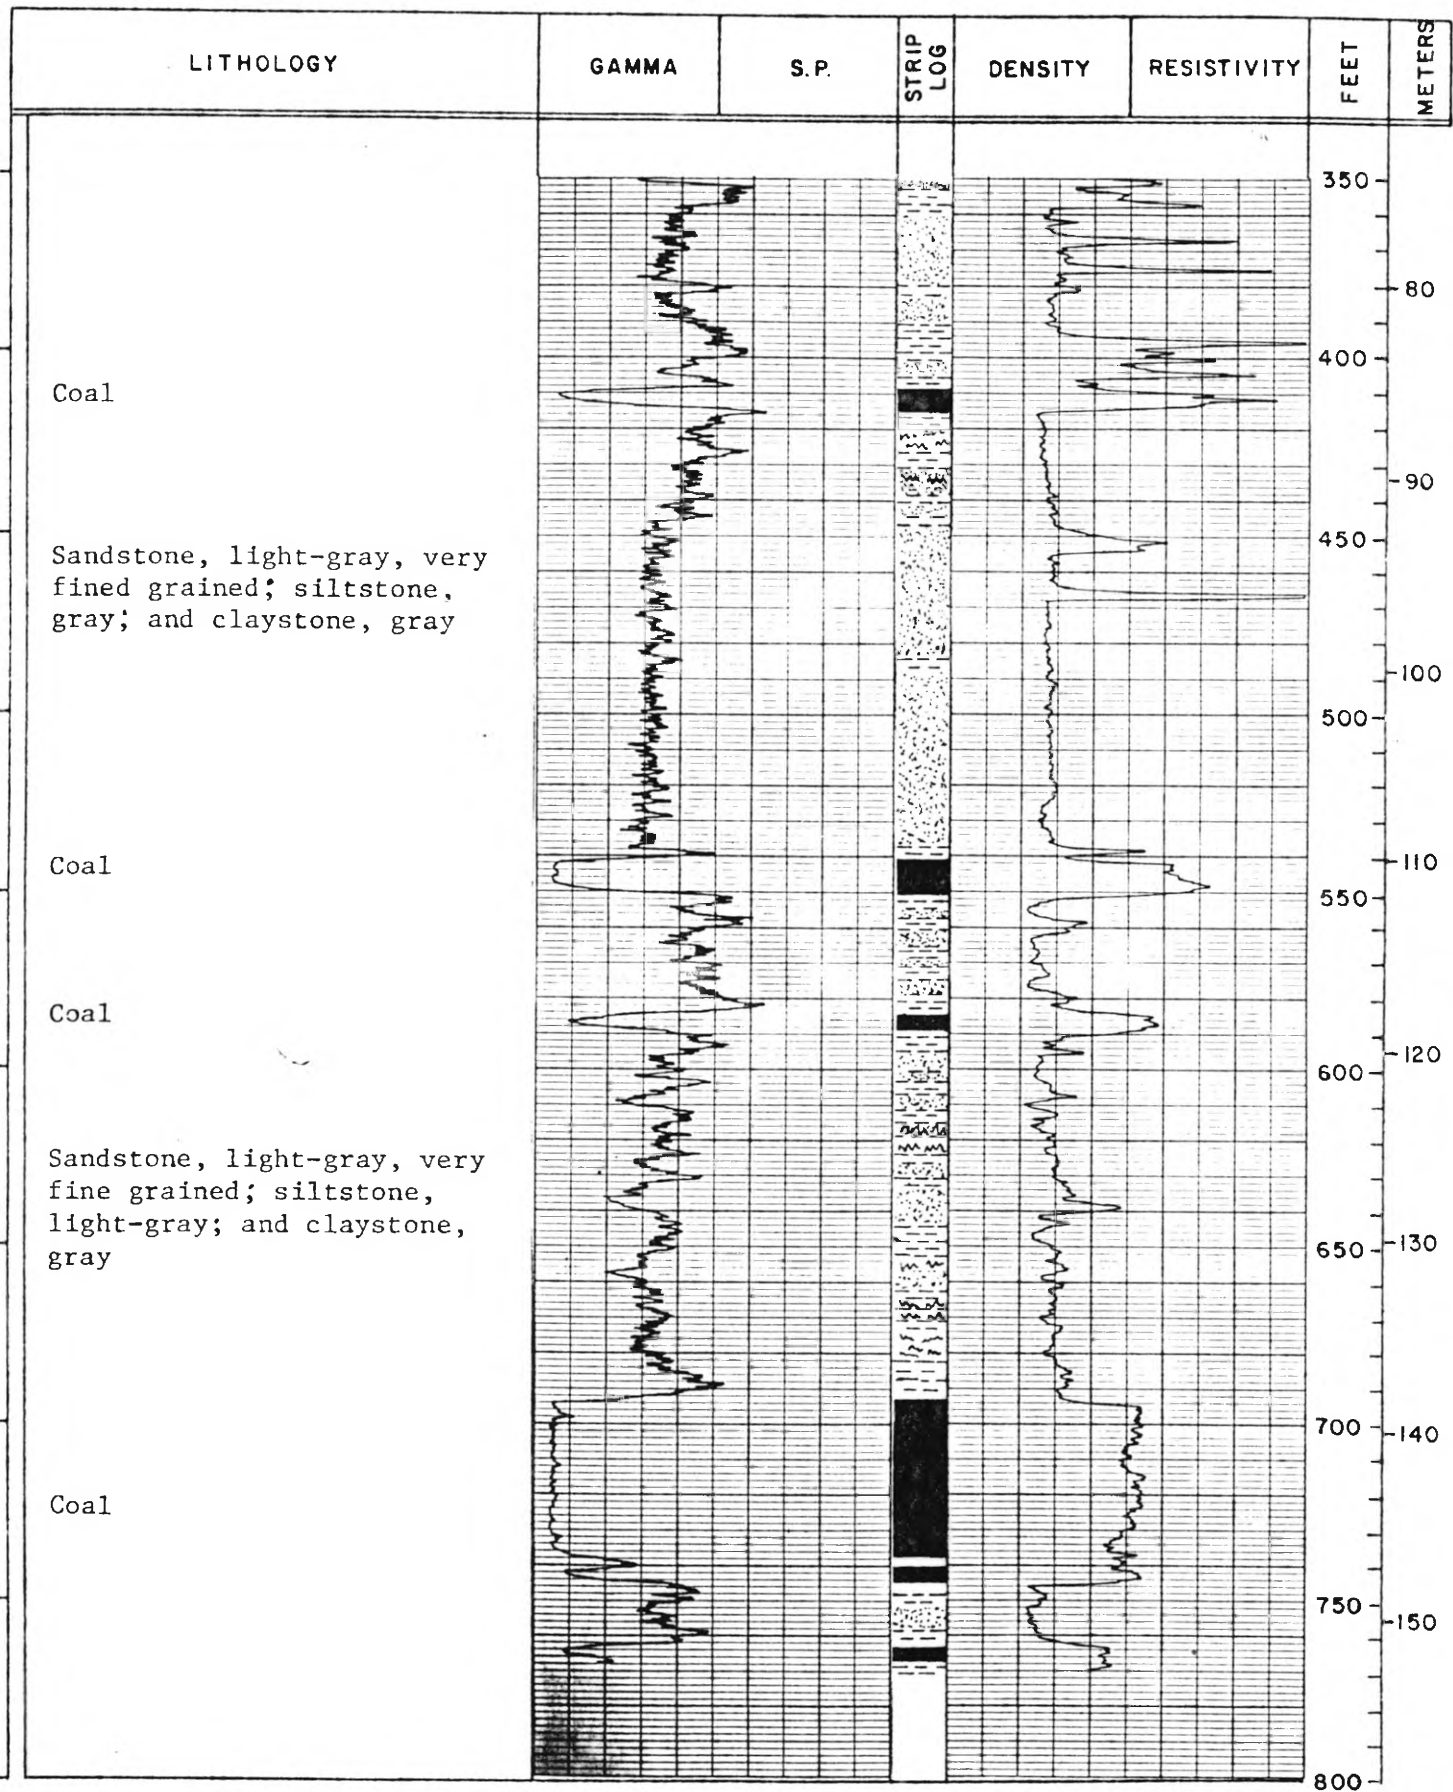 LITHOLOGY GAMMA S.P. STRIP LOG DENSITY RESISTIVITY FEET METERS
350
80
400
Coal
90
450
Sandstone, light-gray, very
fined grained; siltstone,
gray; and claystone, gray
100
500
Coal
110
550
Coal
120
600
Sandstone, light-gray, very
fine grained; siltstone,
light-gray; and claystone,
gray
130
650
700
140
Coal
750
150
800